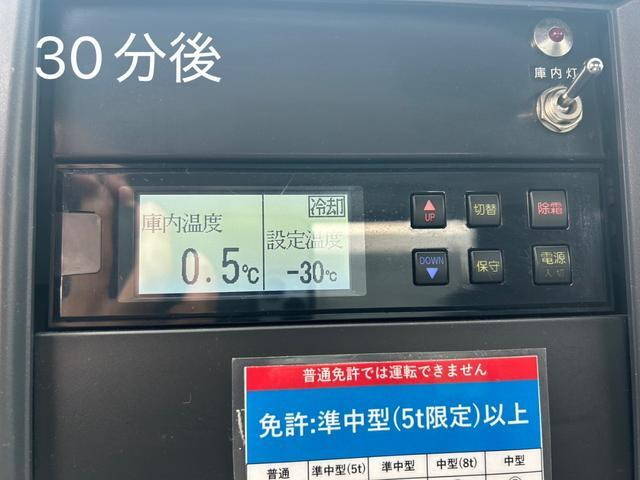 30分後
庫内灯
冷却
庫内温度
設定温度
0.5℃
-30℃
UP
切替
除霜
DOWN
保守
電源
入/切
普通免許では運転できません
免許:準中型(5t限定)以上
普通 準中型(5t) 準中型 中型(8t) 中型